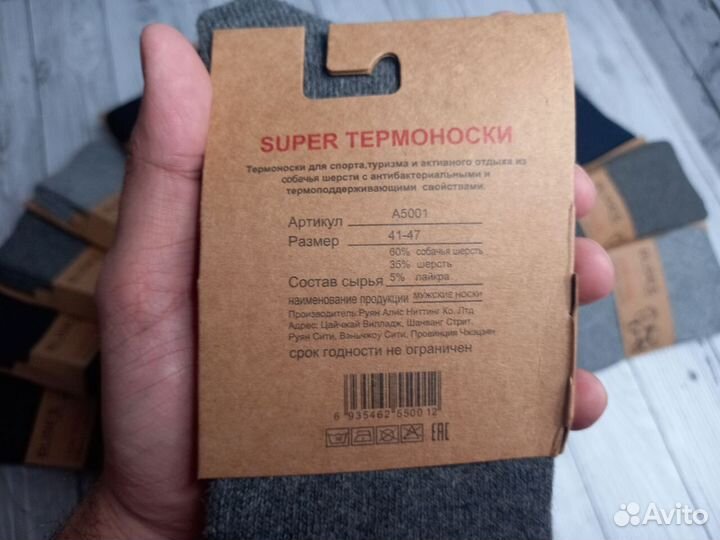 SUPER ТЕРМОНОСКИ
Термоноски для спорта,туризма и активного отдыха из
собачья шерсти с антибактериальными и
термоподдерживающими свойствами.
Артикул A5001
Размер 41-47
60% собачья шерсть
35% шерсть
Состав сырья 5% лайкра
наименование продукции МУЖСКИЕ НОСКИ
Производитель:Руян Алис Ниттинг Ко. Лтд
Адрес: Цайчжай Вилладж, Шанванг Стрит,
Руян Сити, Вэньчжоу Сити, Провинция Чжэцзян
срок годности не ограничен
6 935462 550012
EAC
Avito